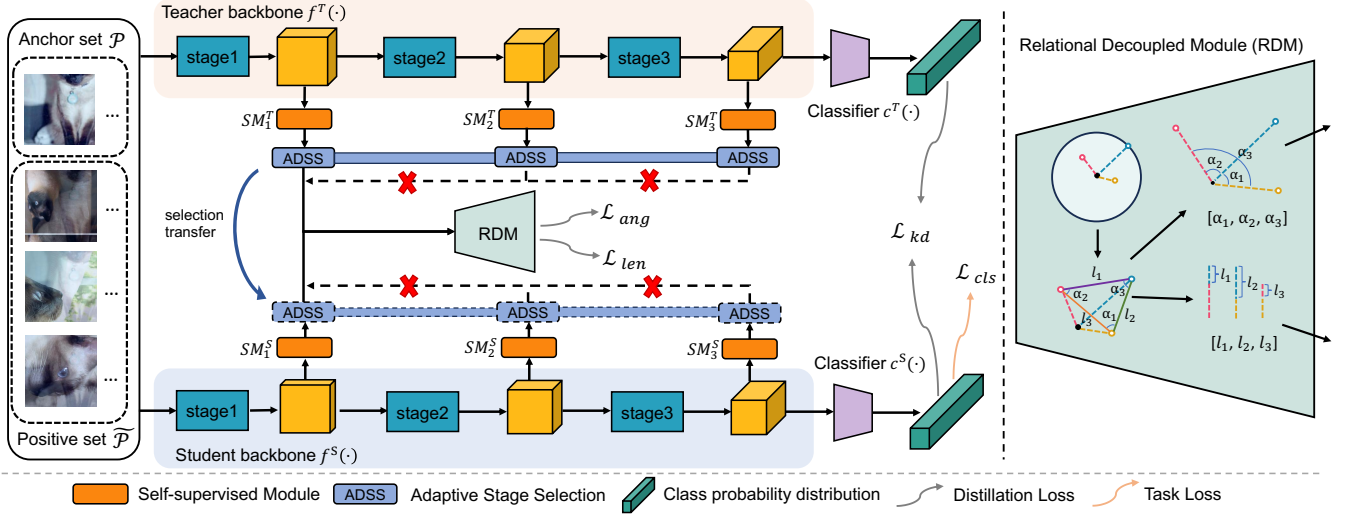 Teacher backbone f^T(·)
Anchor set 𝒫
...
...
...
...
Positive set 𝒫̃
stage1
stage2
stage3
Classifier c^T(·)
SM_1^T
SM_2^T
SM_3^T
ADSS
ADSS
ADSS
selection
transfer
RDM
ℒ_ang
ℒ_len
ℒ_kd
ℒ_cls
ADSS
ADSS
ADSS
SM_1^S
SM_2^S
SM_3^S
Classifier c^S(·)
stage1
stage2
stage3
Student backbone f^S(·)
Relational Decoupled Module (RDM)
α_2
α_3
α_1
[α_1, α_2, α_3]
l_1
α_2
α_3
l_3
α_1
l_2
l_1
l_2
l_3
[l_1, l_2, l_3]
Self-supervised Module
ADSS
Adaptive Stage Selection
Class probability distribution
Distillation Loss
Task Loss